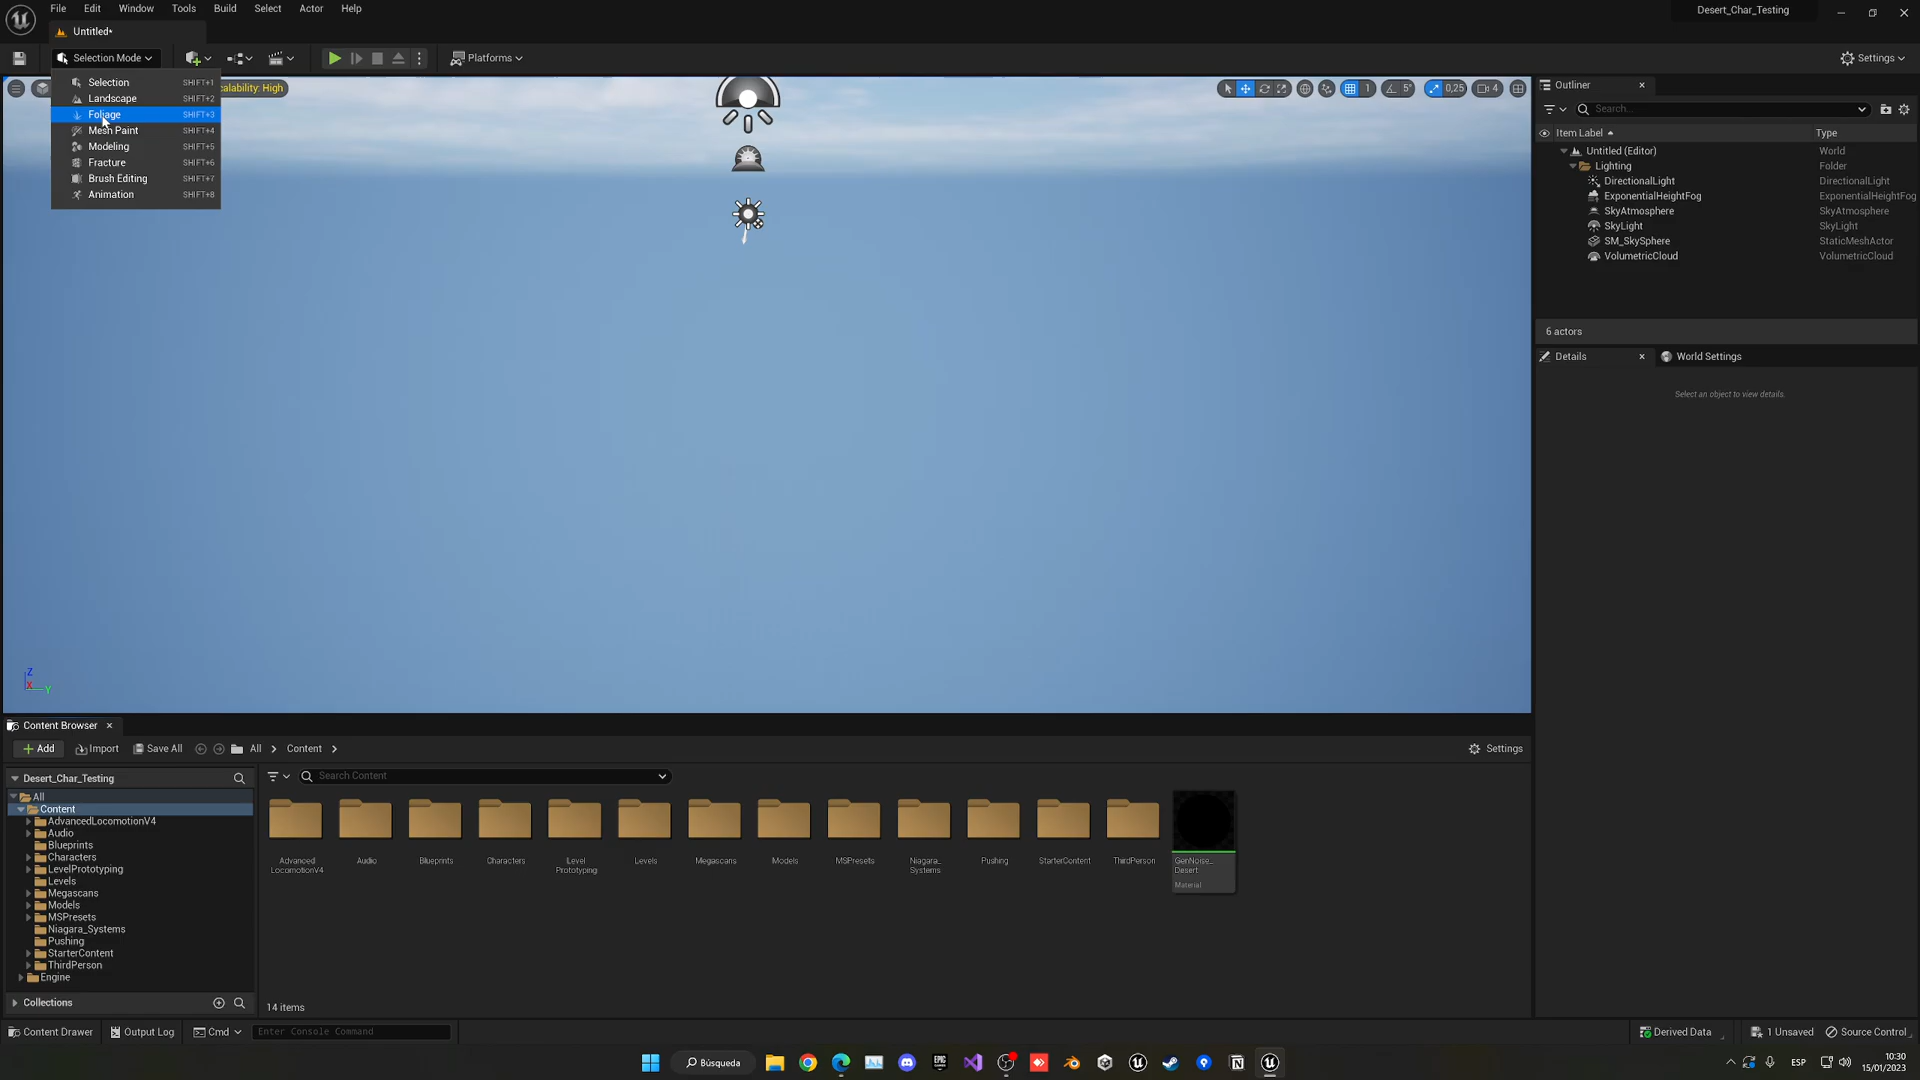 File Edit Window Tools Build Select Actor Help
Desert_Char_Testing
Untitled*
Selection Mode
Platforms
Settings
Selection SHIFT+1
Landscape SHIFT+2
Foliage SHIFT+3
Mesh Paint SHIFT+4
Modeling SHIFT+5
Fracture SHIFT+6
Brush Editing SHIFT+7
Animation SHIFT+8
calability: High
1 5° 0,25 4
Outliner
Search...
Item Label Type
Untitled (Editor) World
Lighting Folder
DirectionalLight DirectionalLight
ExponentialHeightFog ExponentialHeightFog
SkyAtmosphere SkyAtmosphere
SkyLight SkyLight
SM_SkySphere StaticMeshActor
VolumetricCloud VolumetricCloud
6 actors
Details World Settings
Select an object to view details.
Z
X Y
Content Browser
Add Import Save All All Content Settings
Desert_Char_Testing
Search Content
All
Content
AdvancedLocomotionV4
Audio
Blueprints
Characters
LevelPrototyping
Levels
Megascans
Models
MSPresets
Niagara_Systems
Pushing
StarterContent
ThirdPerson
Engine
Collections
Advanced
LocomotionV4
Audio
Blueprints
Characters
Level
Prototyping
Levels
Megascans
Models
MSPresets
Niagara_
Systems
Pushing
StarterContent
ThirdPerson
GenNoise_
Desert
Material
14 items
Content Drawer Output Log Cmd Enter Console Command
Derived Data 1 Unsaved Source Control
Búsqueda
EPIC
ESP
10:30
15/01/2023